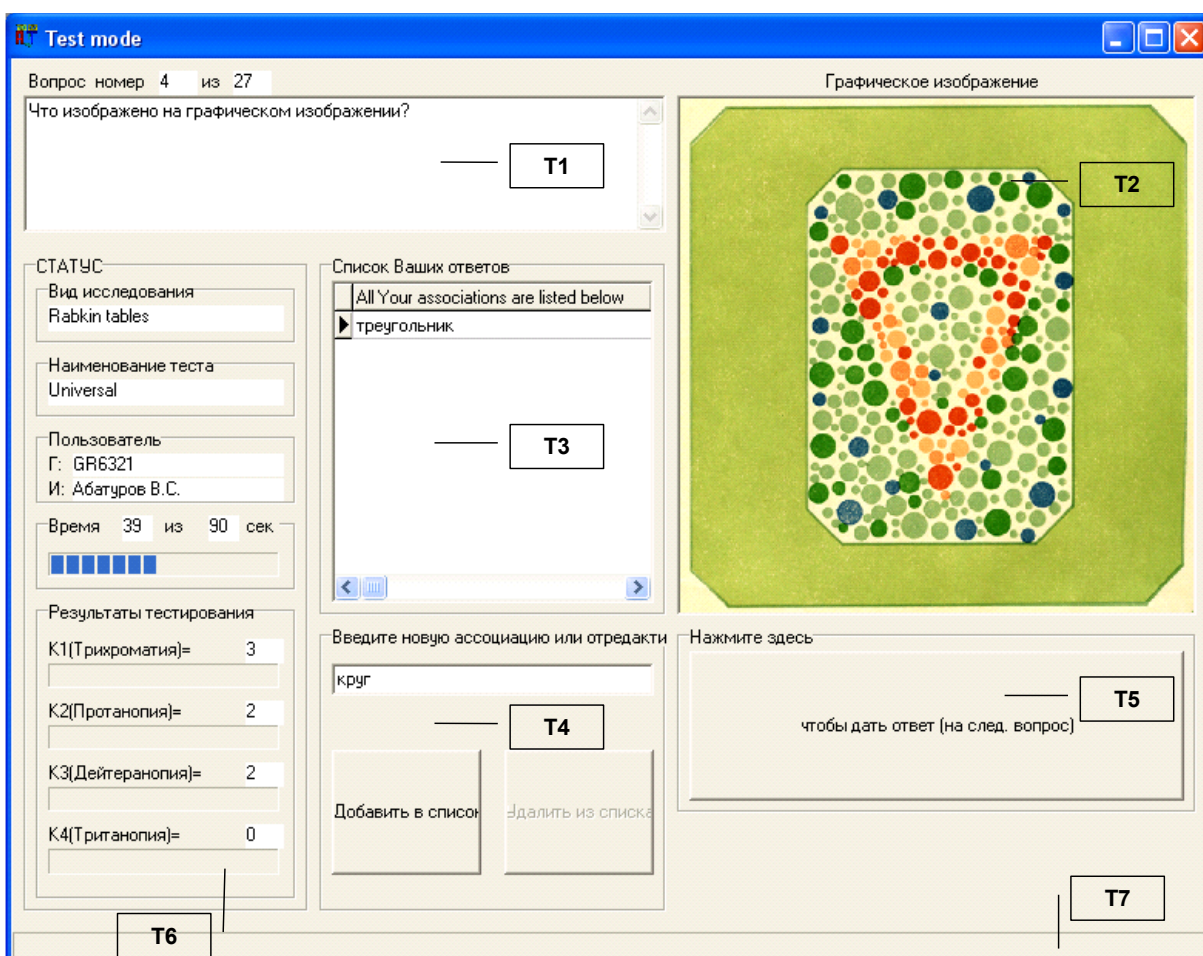 Test mode
Вопрос номер 4 из 27
Графическое изображение
Что изображено на графическом изображении?
T1
T2
СТАТУС
Вид исследования
Rabkin tables
Наименование теста
Universal
Пользователь
Г: GR6321
И: Абатуров В.С.
Время 39 из 90 сек
Результаты тестирования
К1(Трихроматия)= 3
К2(Протанопия)= 2
К3(Дейтеранопия)= 2
К4(Тританопия)= 0
T6
Список Ваших ответов
All Your associations are listed below
треугольник
T3
Введите новую ассоциацию или отредакти
круг
T4
Добавить в список
Удалить из списка
Нажмите здесь
T5
чтобы дать ответ (на след. вопрос)
T7